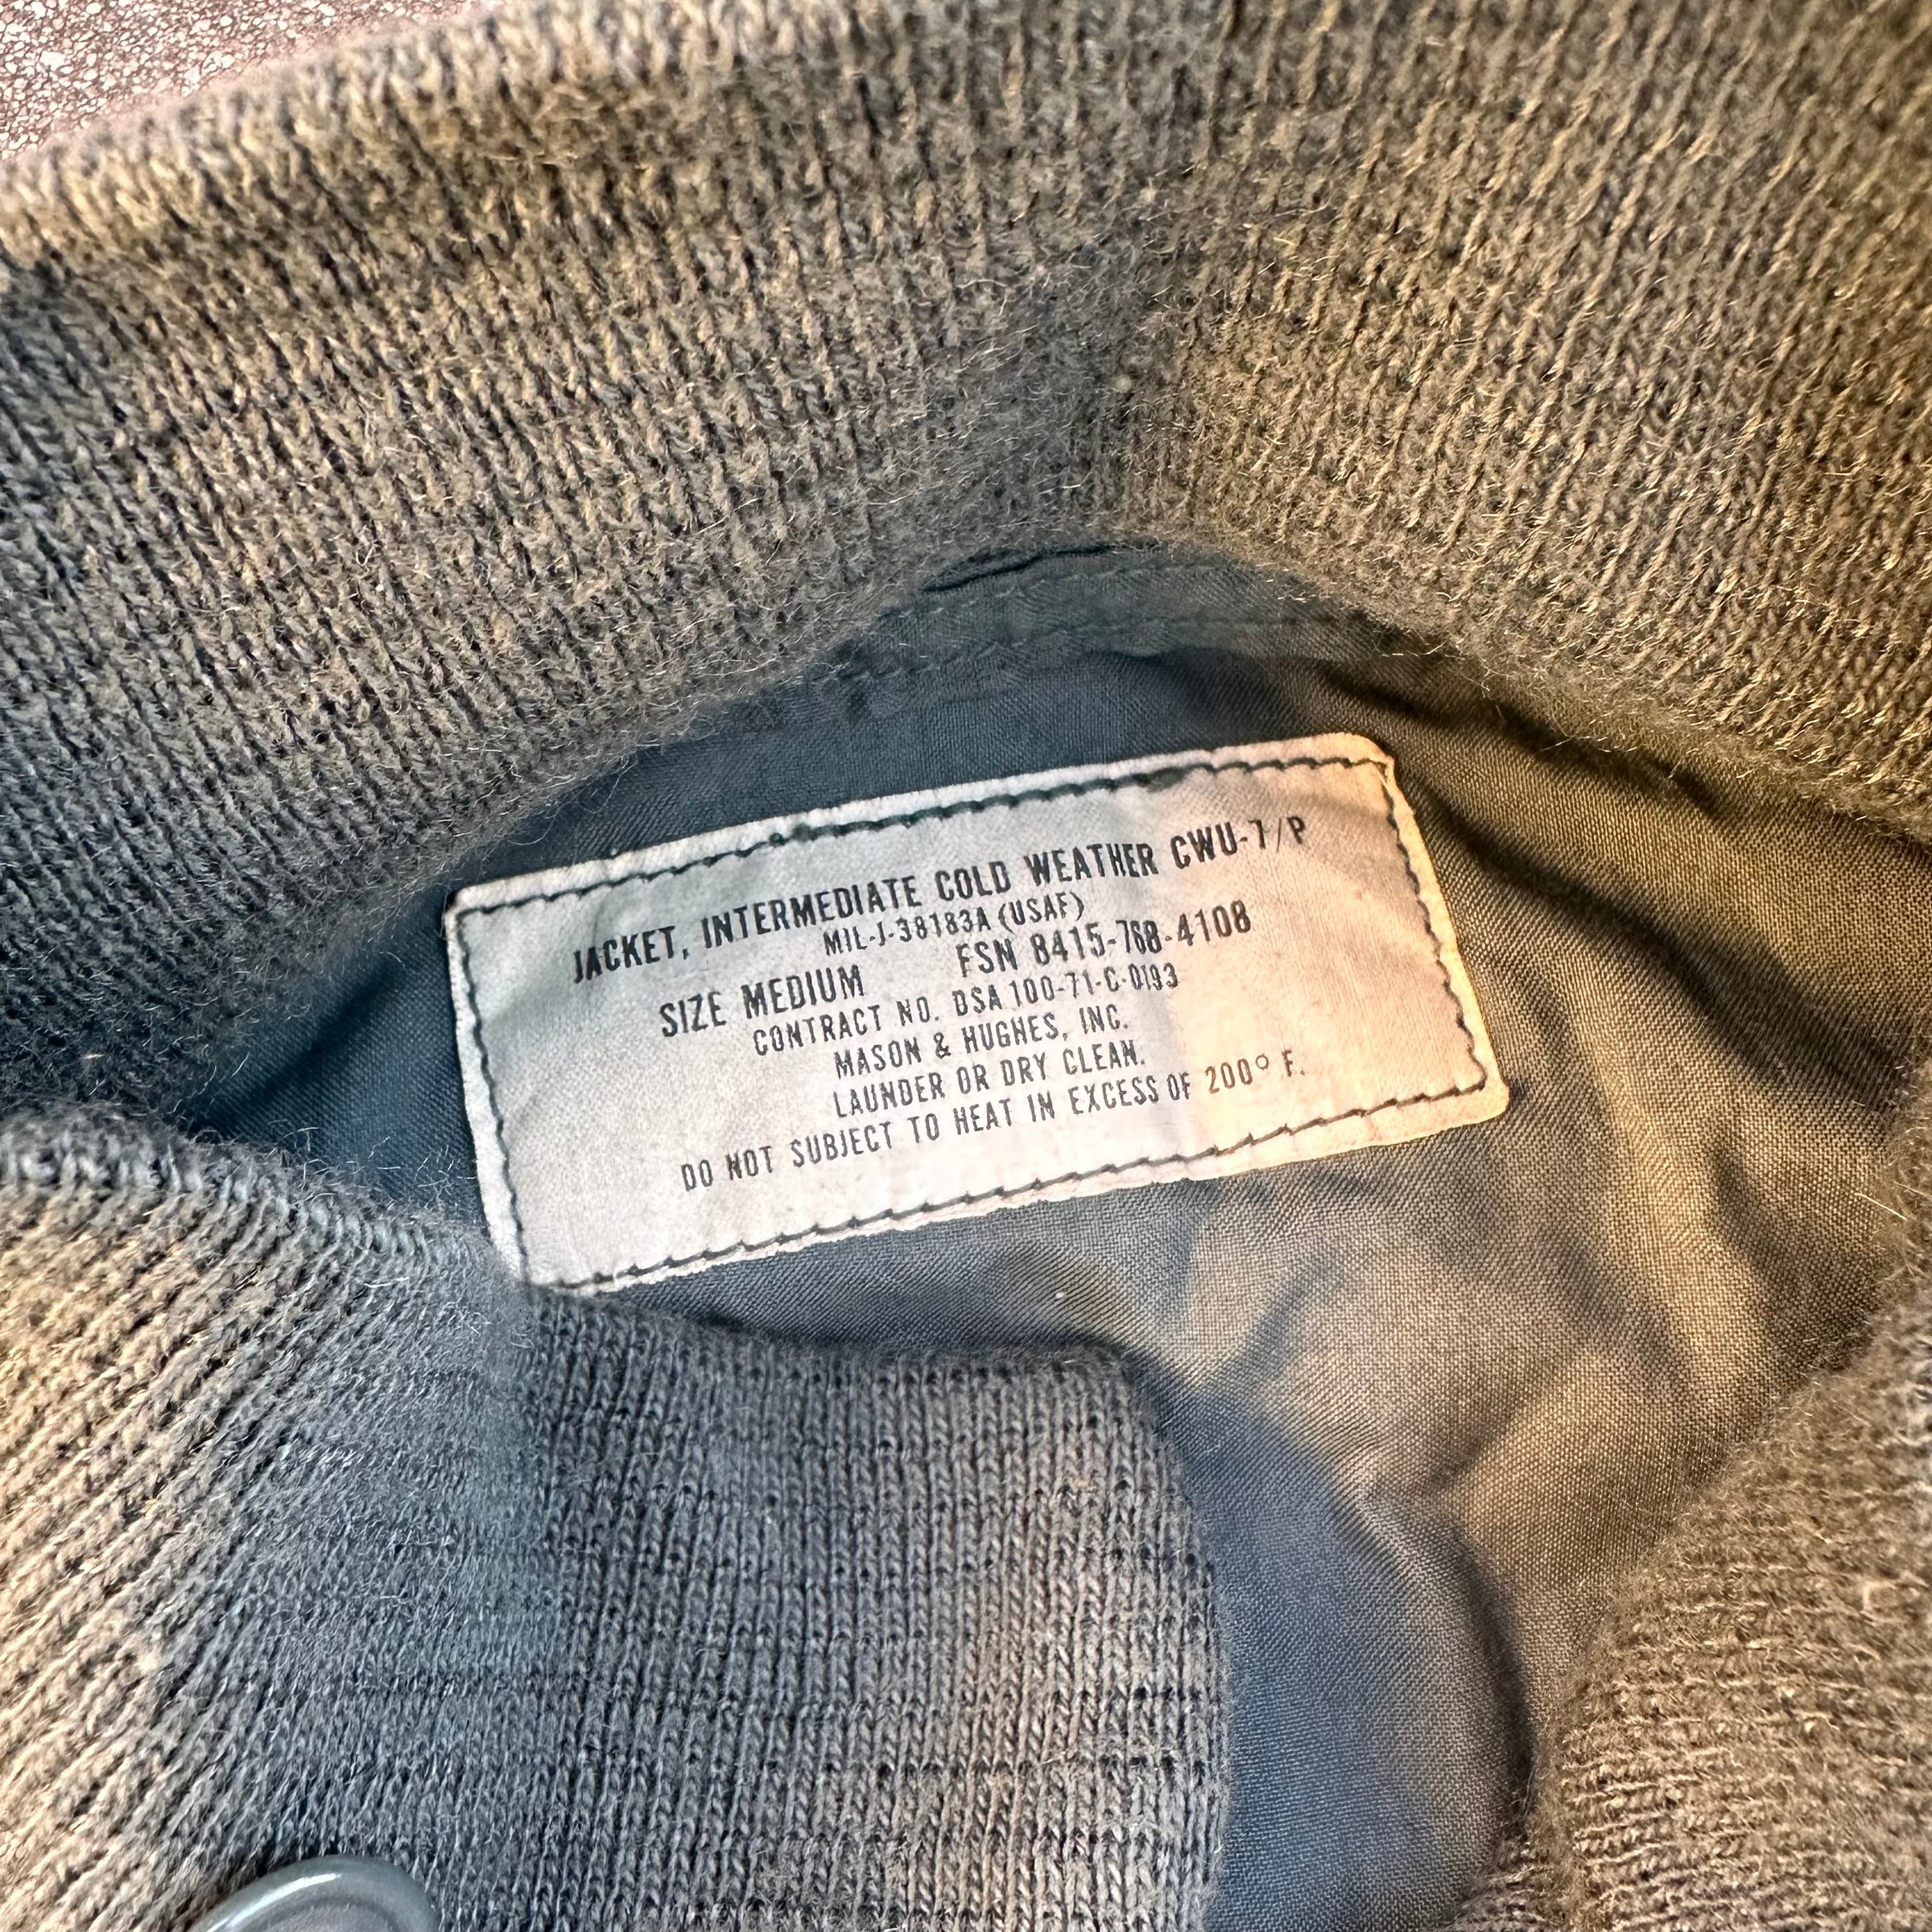 JACKET, INTERMEDIATE COLD WEATHER CWU-7/P
MIL-J-38183A (USAF)
SIZE MEDIUM FSN 8415-768-4108
CONTRACT NO. DSA 100-71-C-0193
MASON & HUGHES, INC.
LAUNDER OR DRY CLEAN.
DO NOT SUBJECT TO HEAT IN EXCESS OF 200° F.